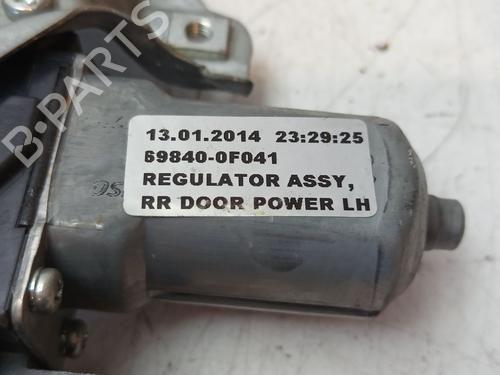 13.01.2014 23:29:25
69840-0F041
REGULATOR ASSY,
RR DOOR POWER LH
B-PARTS